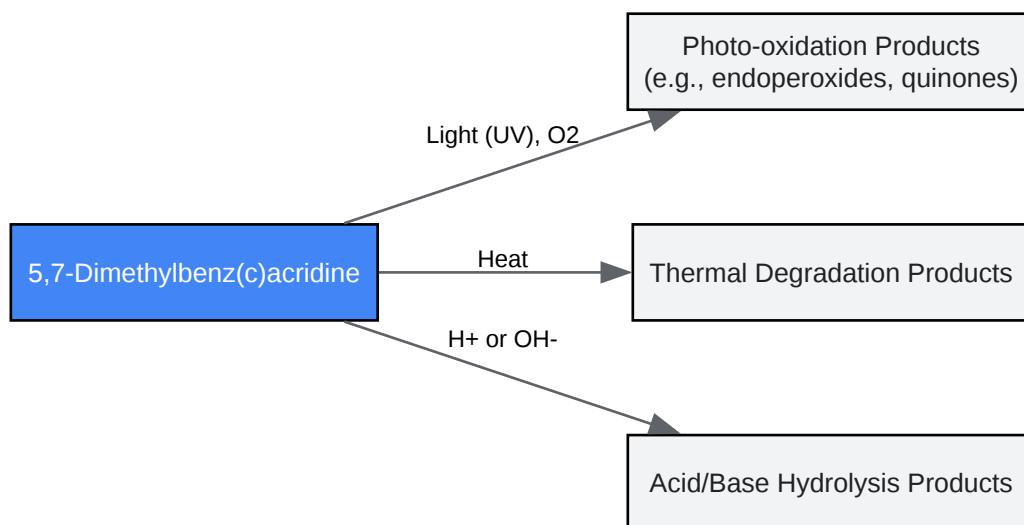 Photo-oxidation Products
(e.g., endoperoxides, quinones)
Light (UV), O2
5,7-Dimethylbenz(c)acridine
Heat
Thermal Degradation Products
H+ or OH-
Acid/Base Hydrolysis Products